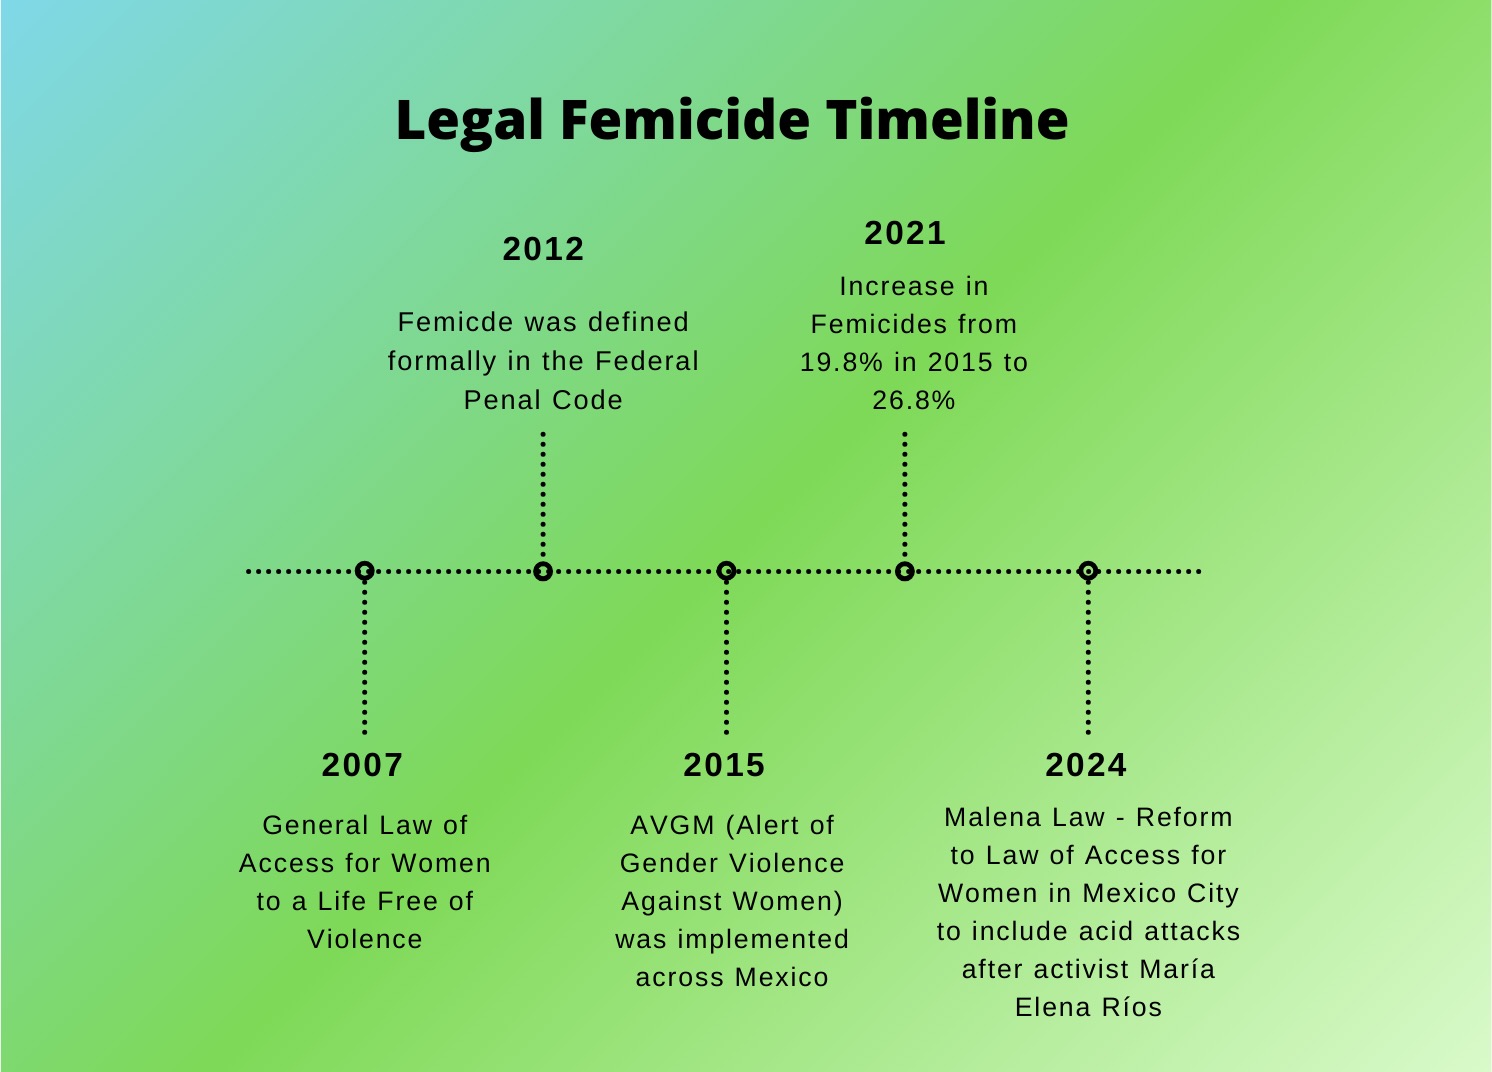 Legal Femicide Timeline
2007
General Law of
Access for Women
to a Life Free of
Violence
2012
Femicde was defined
formally in the Federal
Penal Code
2015
AVGM (Alert of
Gender Violence
Against Women)
was implemented
across Mexico
2021
Increase in
Femicides from
19.8% in 2015 to
26.8%
2024
Malena Law - Reform
to Law of Access for
Women in Mexico City
to include acid attacks
after activist María
Elena Ríos